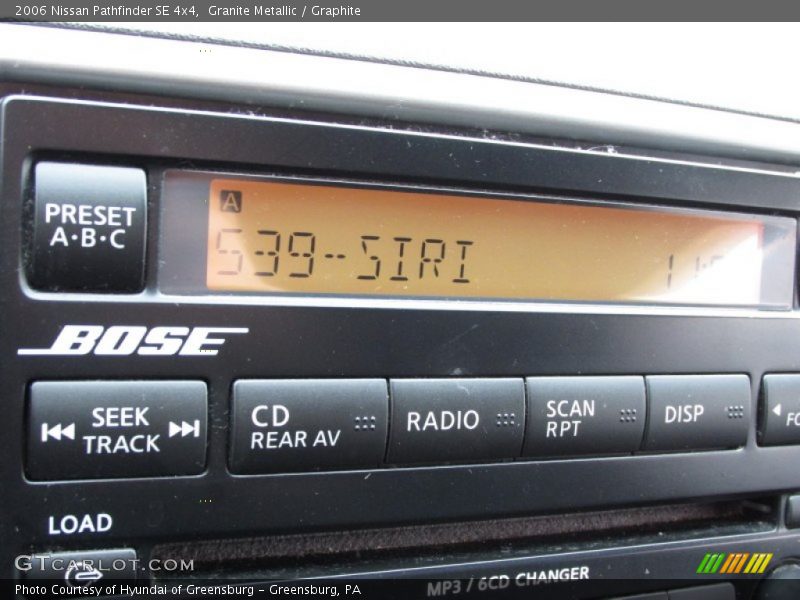 2006 Nissan Pathfinder SE 4x4, Granite Metallic / Graphite
A
PRESET
A·B·C
539--SIRI
BOSE
SEEK
TRACK
CD
REAR AV
RADIO
SCAN
RPT
DISP
LOAD
GTCARLOT.COM
MP3 / 6CD CHANGER
Photo Courtesy of Hyundai of Greensburg - Greensburg, PA